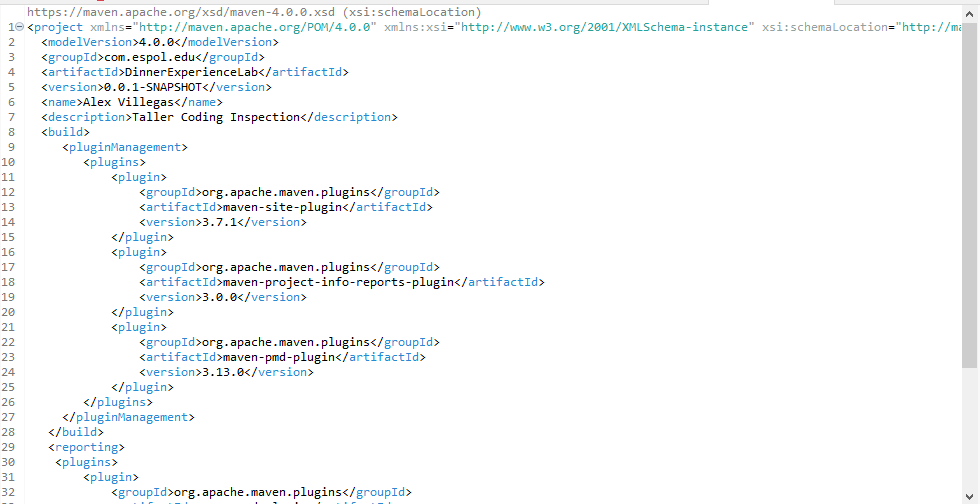 https://maven.apache.org/xsd/maven-4.0.0.xsd (xsi:schemaLocation)
1 <project xmlns="http://maven.apache.org/POM/4.0.0" xmlns:xsi="http://www.w3.org/2001/XMLSchema-instance" xsi:schemaLocation="http://ma
2 <modelVersion>4.0.0</modelVersion>
3 <groupId>com.espol.edu</groupId>
4 <artifactId>DinnerExperienceLab</artifactId>
5 <version>0.0.1-SNAPSHOT</version>
6 <name>Alex Villegas</name>
7 <description>Taller Coding Inspection</description>
8 <build>
9 <pluginManagement>
10 <plugins>
11 <plugin>
12 <groupId>org.apache.maven.plugins</groupId>
13 <artifactId>maven-site-plugin</artifactId>
14 <version>3.7.1</version>
15 </plugin>
16 <plugin>
17 <groupId>org.apache.maven.plugins</groupId>
18 <artifactId>maven-project-info-reports-plugin</artifactId>
19 <version>3.0.0</version>
20 </plugin>
21 <plugin>
22 <groupId>org.apache.maven.plugins</groupId>
23 <artifactId>maven-pmd-plugin</artifactId>
24 <version>3.13.0</version>
25 </plugin>
26 </plugins>
27 </pluginManagement>
28 </build>
29 <reporting>
30 <plugins>
31 <plugin>
32 <groupId>org.apache.maven.plugins</groupId>